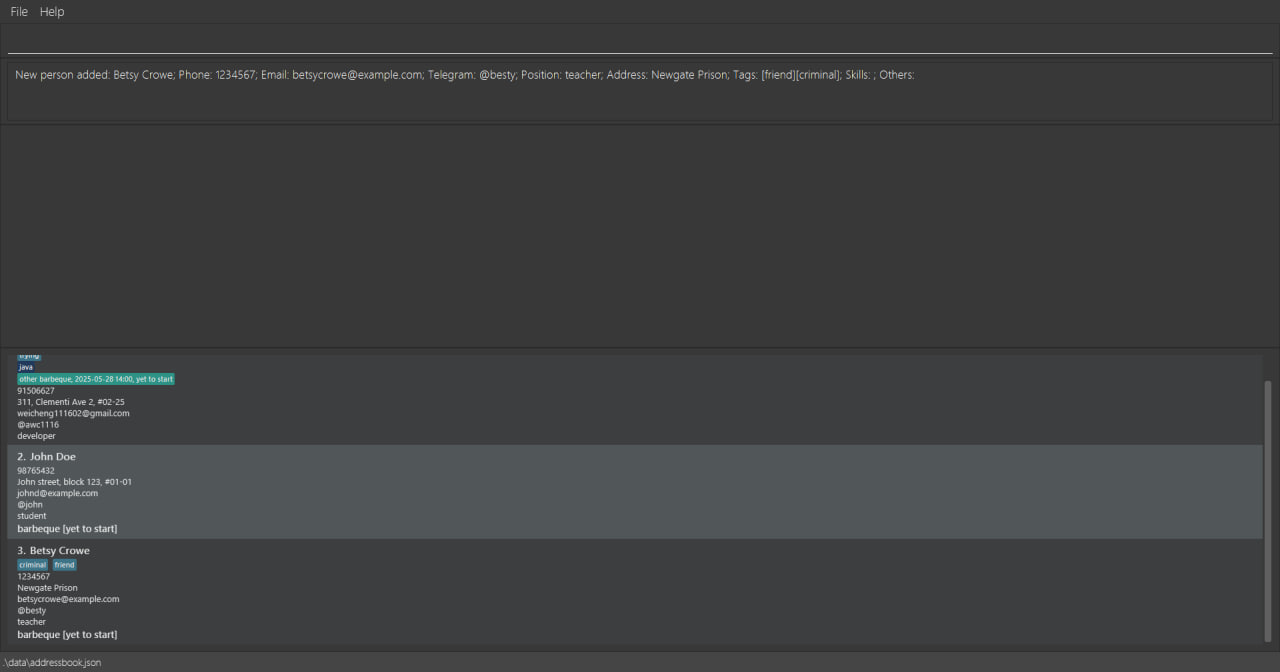 File Help
New person added: Betsy Crowe; Phone: 1234567; Email: betsycrowe@example.com; Telegram: @besty; Position: teacher; Address: Newgate Prison; Tags: [friend][criminal]; Skills: ; Others:
java
other barbeque, 2025-05-28 14:00, yet to start
91506627
311, Clementi Ave 2, #02-25
weicheng111602@gmail.com
@awc1116
developer
2. John Doe
98765432
John street, block 123, #01-01
johnd@example.com
@john
student
barbeque [yet to start]
3. Betsy Crowe
criminal friend
1234567
Newgate Prison
betsycrowe@example.com
@besty
teacher
barbeque [yet to start]
.\data\addressbook.json